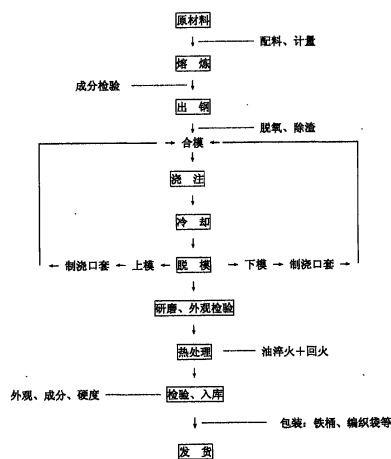 原材料
配料、计量
熔 炼
成分检验
出 钢
脱氧、除渣
合模
浇 注
冷 却
制浇口套 上模 脱 模 下模 制浇口套
研磨、外观检验
热处理 油淬火＋回火
外观、成分、硬度 检验、入库
包装：铁桶、编织袋等
发 货